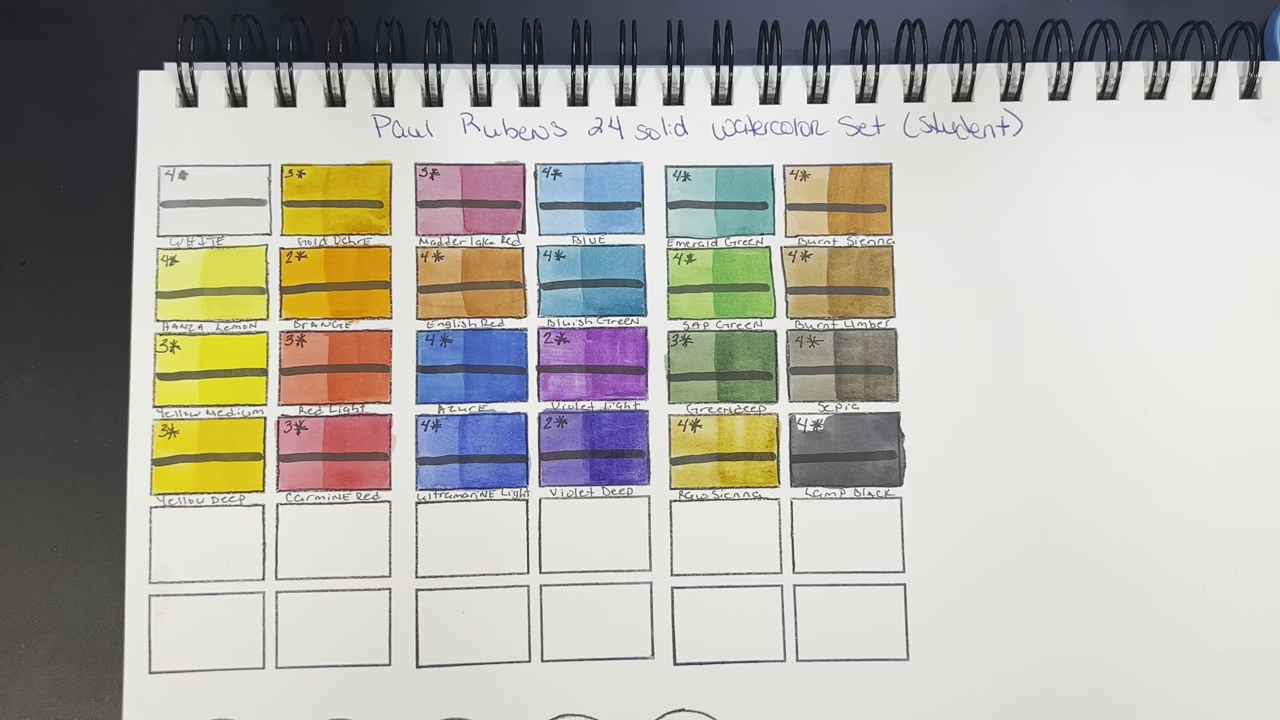 Paul Rubens 24 solid watercolor Set (student)
4* 3* 3* 4* 4* 4*
WHITE Gold Ochre Madder lake Red BLUE Emerald Green Burnt Sienna
4* 2* 4* 4* 4* 4*
HANZA Lemon ORANGE English Red Bluish Green SAP Green Burnt Umber
3* 3* 4* 2* 3* 4*
Yellow Medium Red Light AZURE Violet light Green deep Sepia
3* 3* 4* 2* 4* 4*
Yellow Deep Carmine Red Ultramarine Light Violet Deep Raw Sienna Lamp Black